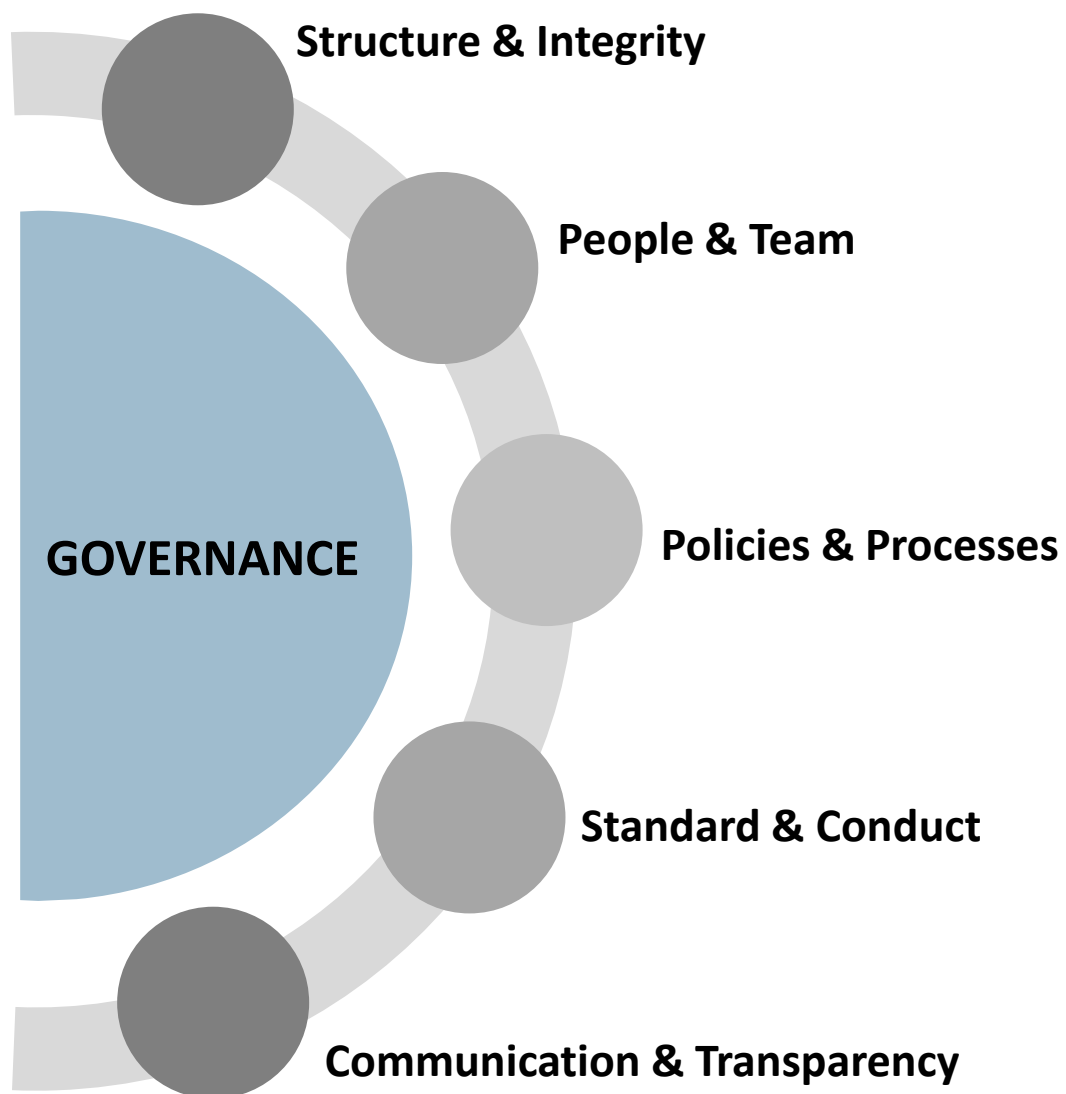 Structure & Integrity
People & Team
Policies & Processes
GOVERNANCE
Standard & Conduct
Communication & Transparency